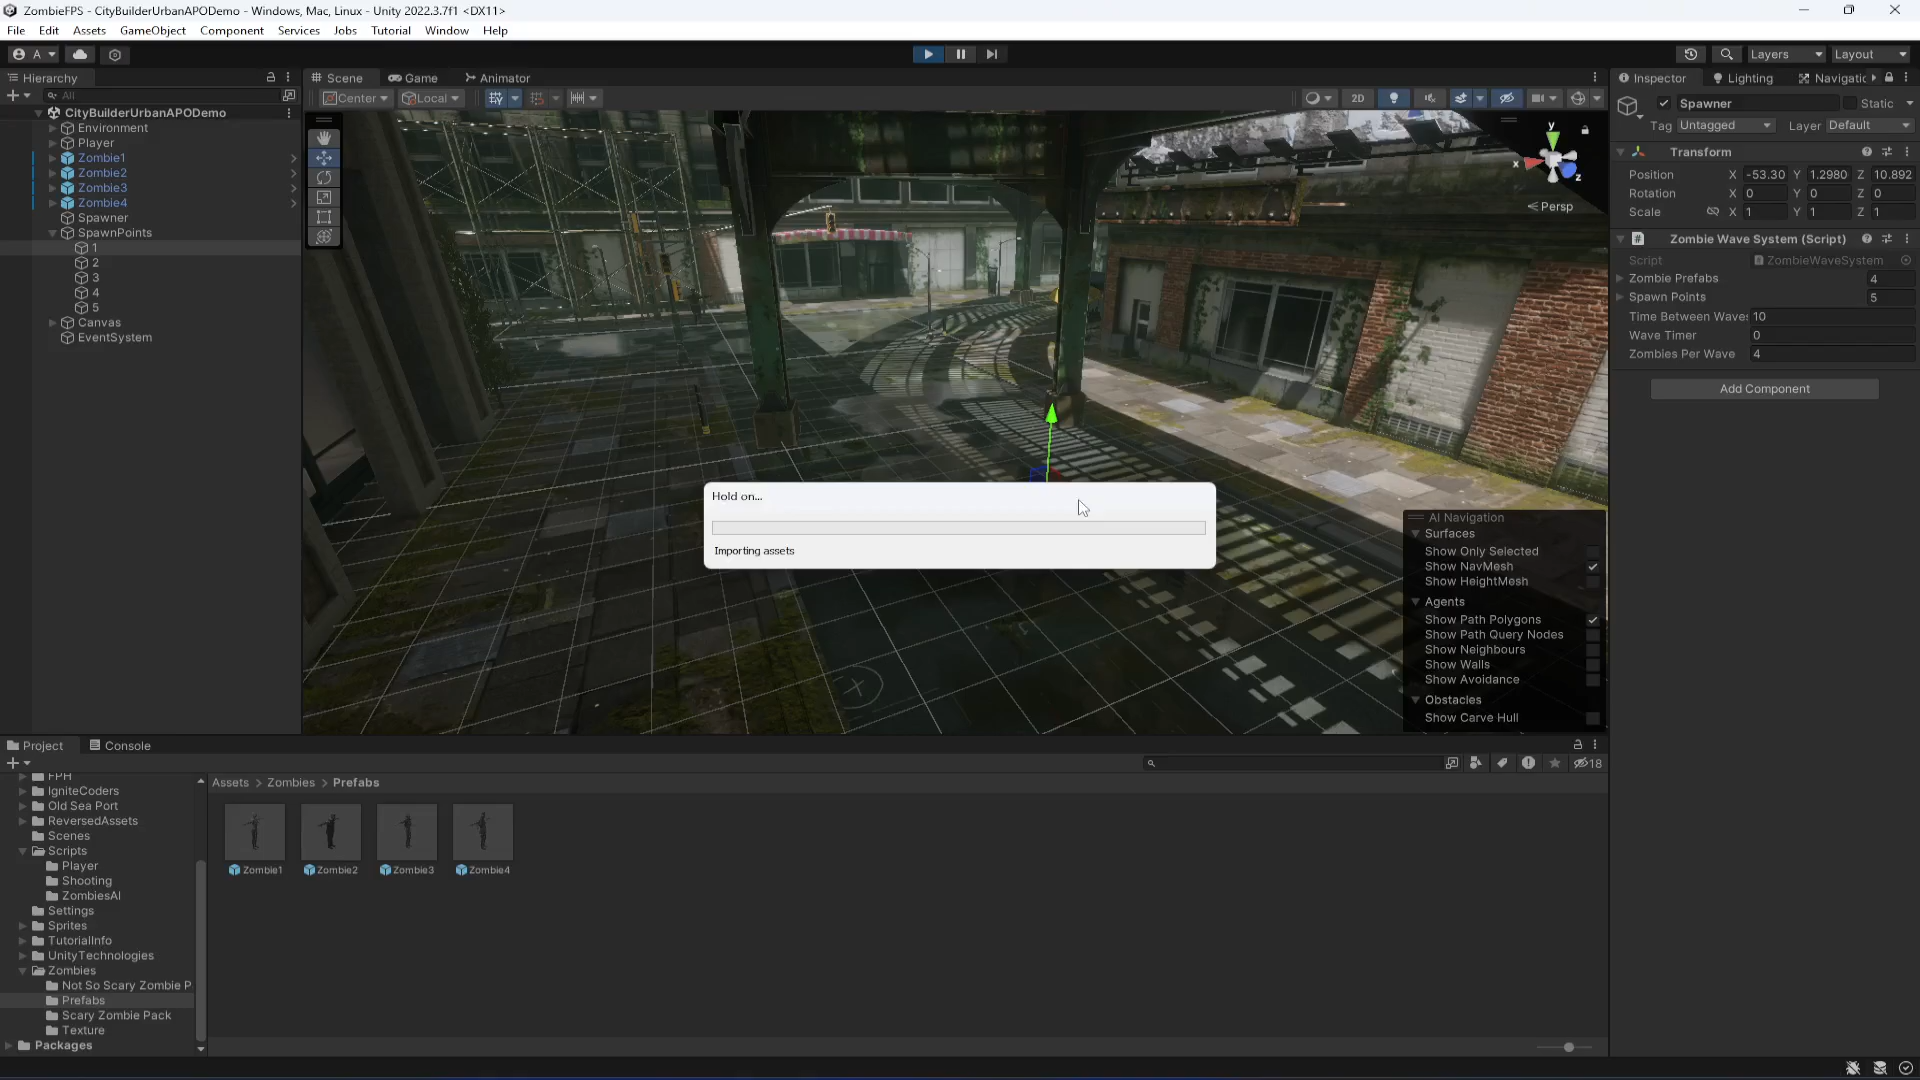 ZombieFPS - CityBuilderUrbanAPODemo - Windows, Mac, Linux - Unity 2022.3.7f1 <DX11>
File Edit Assets GameObject Component Services Jobs Tutorial Window Help
A Layers Layout
Hierarchy
All
CityBuilderUrbanAPODemo
Environment
Player
Zombie1
Zombie2
Zombie3
Zombie4
Spawner
SpawnPoints
1
2
3
4
5
Canvas
EventSystem
Scene Game Animator
Center Local 2D
y
x
z
Persp
Hold on...
Importing assets
AI Navigation
Surfaces
Show Only Selected
Show NavMesh
Show HeightMesh
Agents
Show Path Polygons
Show Path Query Nodes
Show Neighbours
Show Walls
Show Avoidance
Obstacles
Show Carve Hull
Inspector Lighting Navigatic
Spawner Static
Tag Untagged Layer Default
Transform
Position X -53.30 Y 1.2980 Z 10.892
Rotation X 0 Y 0 Z 0
Scale X 1 Y 1 Z 1
# Zombie Wave System (Script)
Script ZombieWaveSystem
Zombie Prefabs 4
Spawn Points 5
Time Between Waves 10
Wave Timer 0
Zombies Per Wave 4
Add Component
Project Console
18
FPH
IgniteCoders
Old Sea Port
ReversedAssets
Scenes
Scripts
Player
Shooting
ZombiesAI
Settings
Sprites
TutorialInfo
UnityTechnologies
Zombies
Not So Scary Zombie P
Prefabs
Scary Zombie Pack
Texture
Packages
Assets > Zombies > Prefabs
Zombie1 Zombie2 Zombie3 Zombie4